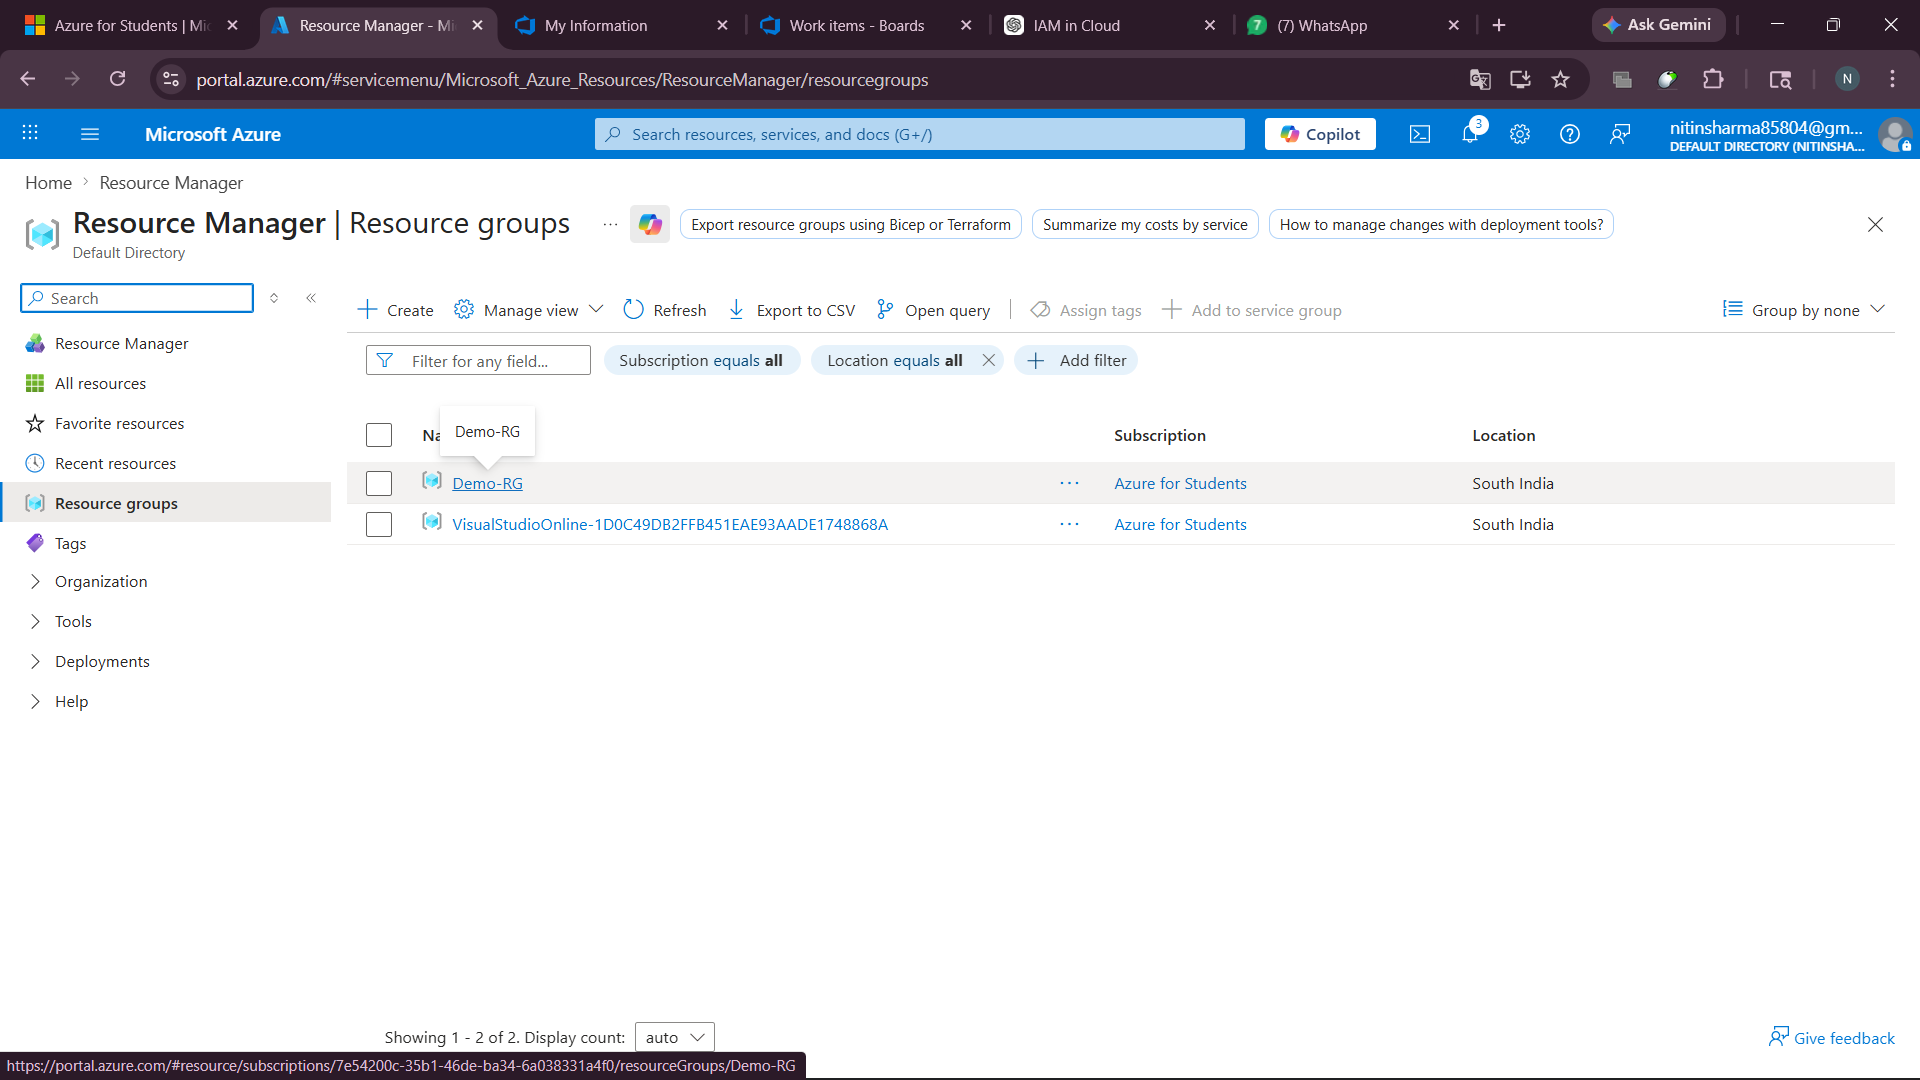 Azure for Students | Mic
Resource Manager - Mi
My Information
Work items - Boards
IAM in Cloud
7
(7) WhatsApp
Ask Gemini
portal.azure.com/#servicemenu/Microsoft_Azure_Resources/ResourceManager/resourcegroups
N
Microsoft Azure
Search resources, services, and docs (G+/)
Copilot
3
nitinsharma85804@gm...
DEFAULT DIRECTORY (NITINSHA...
Home > Resource Manager
Resource Manager | Resource groups
...
Export resource groups using Bicep or Terraform
Summarize my costs by service
How to manage changes with deployment tools?
Default Directory
Search
Resource Manager
All resources
Favorite resources
Recent resources
Resource groups
Tags
Organization
Tools
Deployments
Help
Create
Manage view
Refresh
Export to CSV
Open query
Assign tags
Add to service group
Group by none
Filter for any field...
Subscription equals all
Location equals all
Add filter
Na
Demo-RG
Subscription
Location
Demo-RG
...
Azure for Students
South India
VisualStudioOnline-1D0C49DB2FFB451EAE93AADE1748868A
...
Azure for Students
South India
Showing 1 - 2 of 2. Display count:
auto
Give feedback
https://portal.azure.com/#resource/subscriptions/7e54200c-35b1-46de-ba34-6a038331a4f0/resourceGroups/Demo-RG